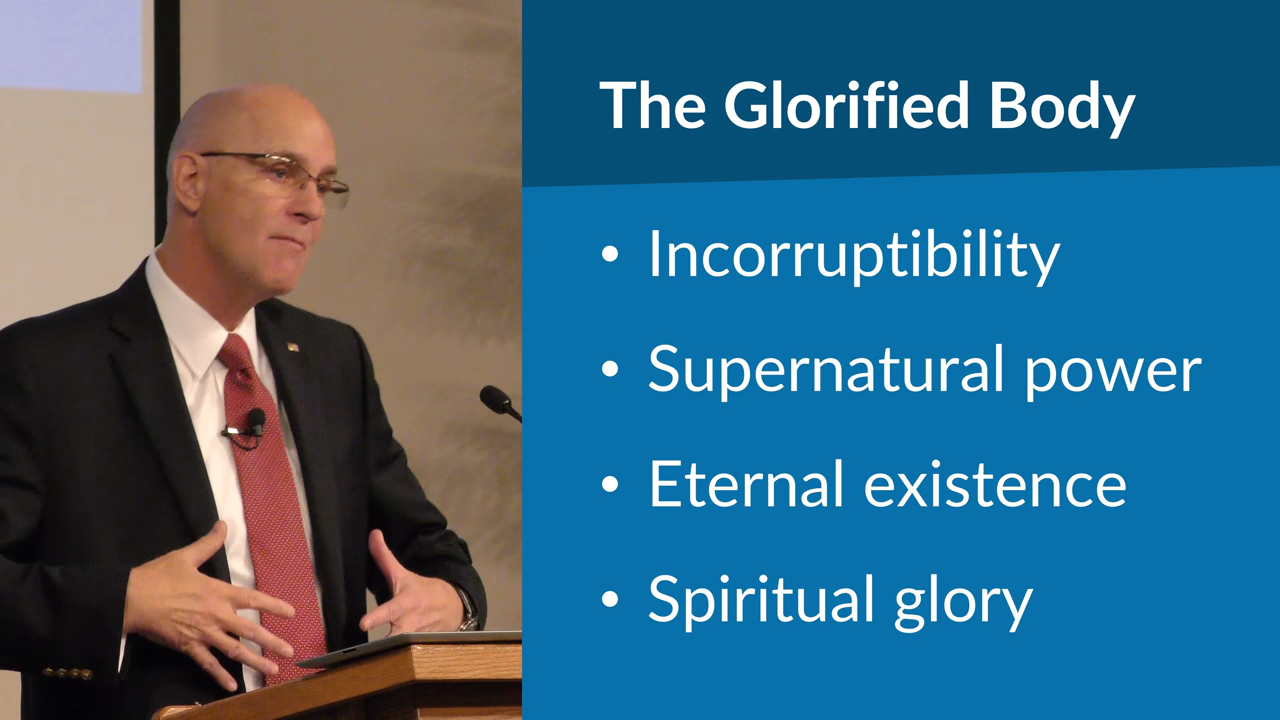 The Glorified Body
• Incorruptibility
• Supernatural power
• Eternal existence
• Spiritual glory